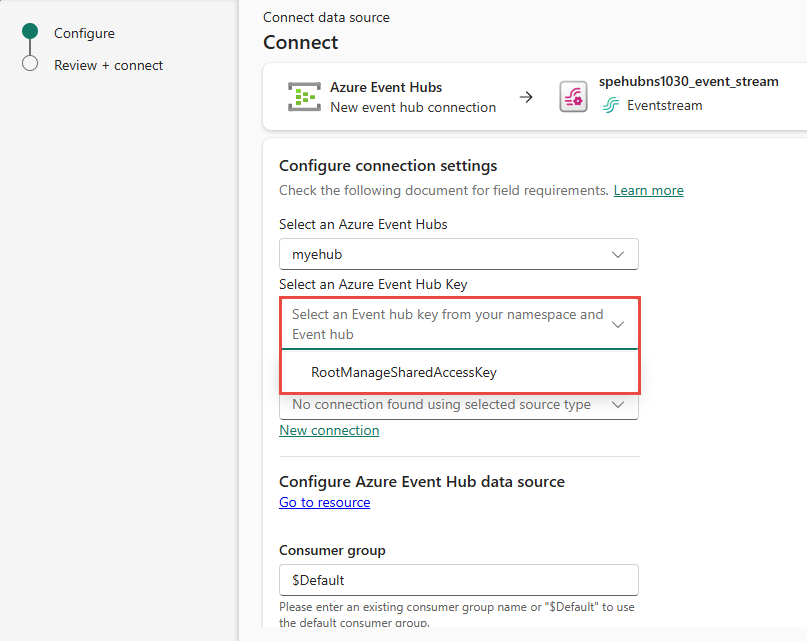 Configure
Review + connect
Connect data source
Connect
Azure Event Hubs
New event hub connection
spehubns1030_event_stream
Eventstream
Configure connection settings
Check the following document for field requirements. Learn more
Select an Azure Event Hubs
myehub
Select an Azure Event Hub Key
Select an Event hub key from your namespace and
Event hub
RootManageSharedAccessKey
No connection found using selected source type
New connection
Configure Azure Event Hub data source
Go to resource
Consumer group
$Default
Please enter an existing consumer group name or "$Default" to use
the default consumer group.